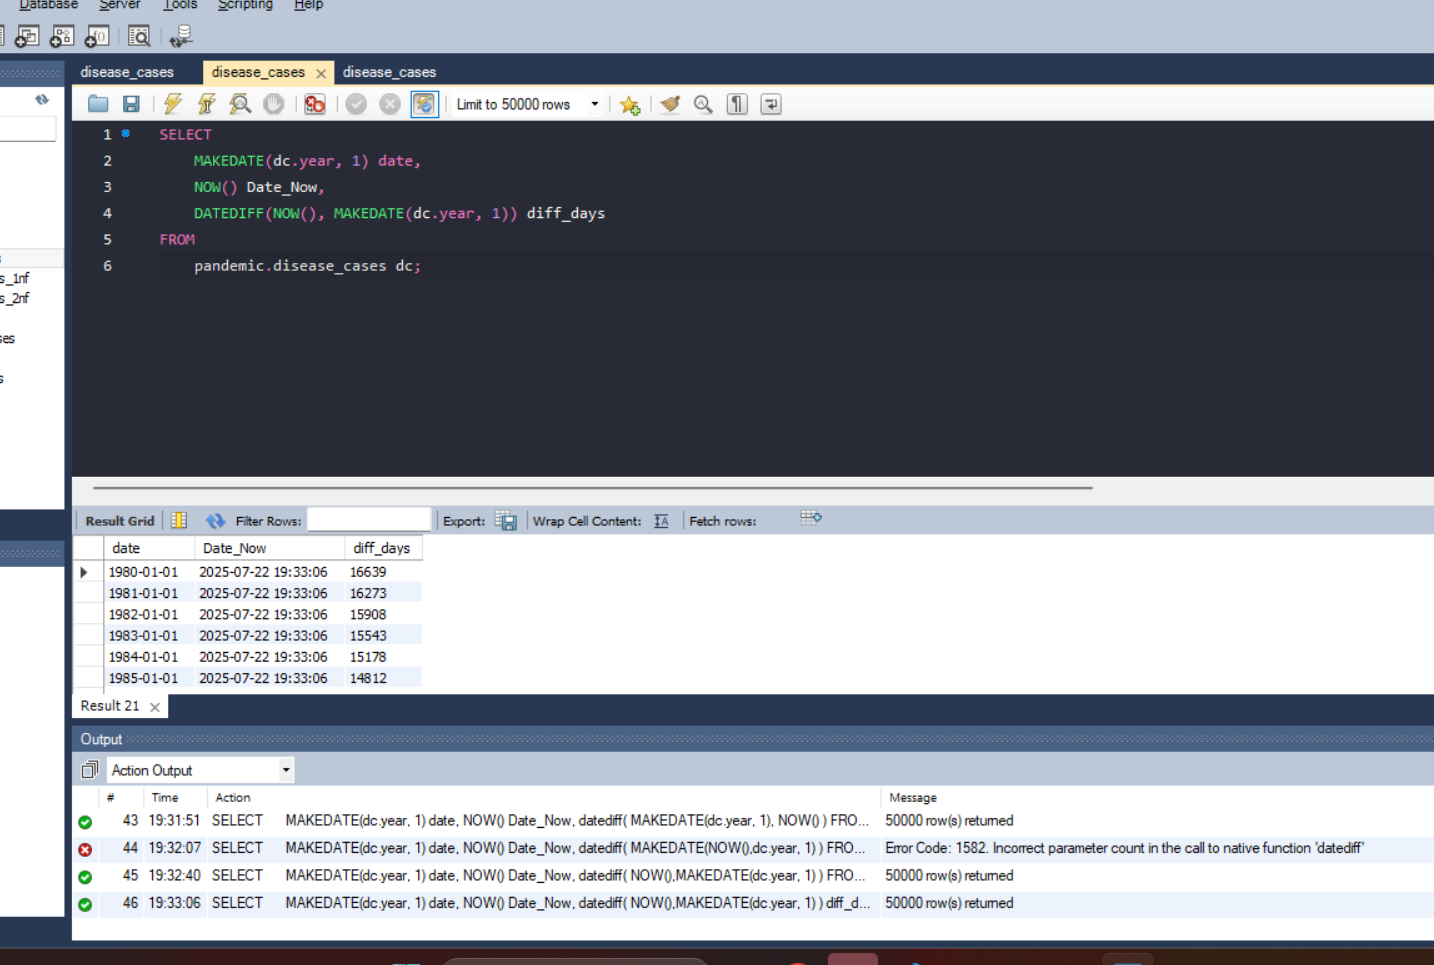 Database Server Tools Scripting Help
disease_cases disease_cases disease_cases
Limit to 50000 rows
1 SELECT
2 MAKEDATE(dc.year, 1) date,
3 NOW() Date_Now,
4 DATEDIFF(NOW(), MAKEDATE(dc.year, 1)) diff_days
5 FROM
6 pandemic.disease_cases dc;
s_1nf
s_2nf
ses
s
Result Grid Filter Rows: Export: Wrap Cell Content: Fetch rows:
date Date_Now diff_days
1980-01-01 2025-07-22 19:33:06 16639
1981-01-01 2025-07-22 19:33:06 16273
1982-01-01 2025-07-22 19:33:06 15908
1983-01-01 2025-07-22 19:33:06 15543
1984-01-01 2025-07-22 19:33:06 15178
1985-01-01 2025-07-22 19:33:06 14812
Result 21
Output
Action Output
# Time Action Message
43 19:31:51 SELECT MAKEDATE(dc.year, 1) date, NOW() Date_Now, datediff( MAKEDATE(dc.year, 1), NOW() ) FRO... 50000 row(s) returned
44 19:32:07 SELECT MAKEDATE(dc.year, 1) date, NOW() Date_Now, datediff( MAKEDATE(NOW(),dc.year, 1) ) FRO... Error Code: 1582. Incorrect parameter count in the call to native function 'datediff'
45 19:32:40 SELECT MAKEDATE(dc.year, 1) date, NOW() Date_Now, datediff( NOW(),MAKEDATE(dc.year, 1) ) FRO... 50000 row(s) returned
46 19:33:06 SELECT MAKEDATE(dc.year, 1) date, NOW() Date_Now, datediff( NOW(),MAKEDATE(dc.year, 1) ) diff_d... 50000 row(s) returned